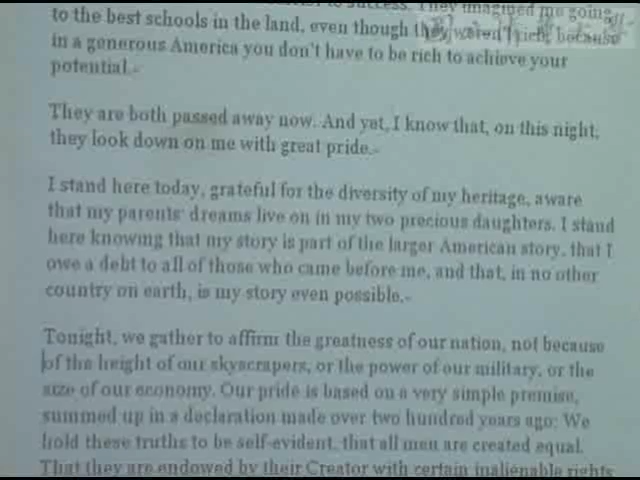 to success. They imagined me going
to the best schools in the land, even though they weren't rich, because
in a generous America you don't have to be rich to achieve your
potential.
They are both passed away now. And yet, I know that, on this night,
they look down on me with great pride.
I stand here today, grateful for the diversity of my heritage, aware
that my parents' dreams live on in my two precious daughters. I stand
here knowing that my story is part of the larger American story, that I
owe a debt to all of those who came before me, and that, in no other
country on earth, is my story even possible.
Tonight, we gather to affirm the greatness of our nation, not because
of the height of our skyscrapers, or the power of our military, or the
size of our economy. Our pride is based on a very simple premise,
summed up in a declaration made over two hundred years ago: We
hold these truths to be self-evident, that all men are created equal.
That they are endowed by their Creator with certain inalienable rights